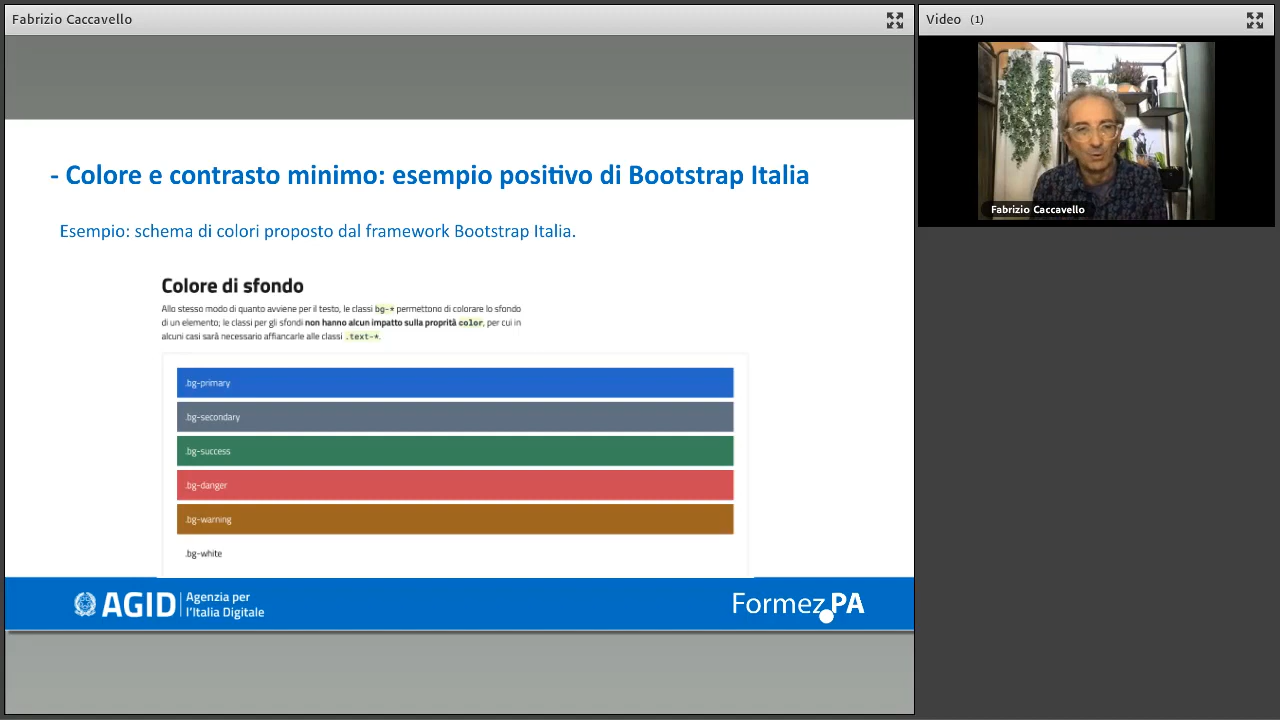 Fabrizio Caccavello
Video (1)
Fabrizio Caccavello
- Colore e contrasto minimo: esempio positivo di Bootstrap Italia
Esempio: schema di colori proposto dal framework Bootstrap Italia.
Colore di sfondo
Allo stesso modo di quanto avviene per il testo, le classi bg-* permettono di colorare lo sfondo
di un elemento; le classi per gli sfondi non hanno alcun impatto sulla proprità color, per cui in
alcuni casi sarà necessario affiancarle alle classi .text-*.
.bg-primary
.bg-secondary
.bg-success
.bg-danger
.bg-warning
.bg-white
AGID
Agenzia per
l'Italia Digitale
Formez.PA